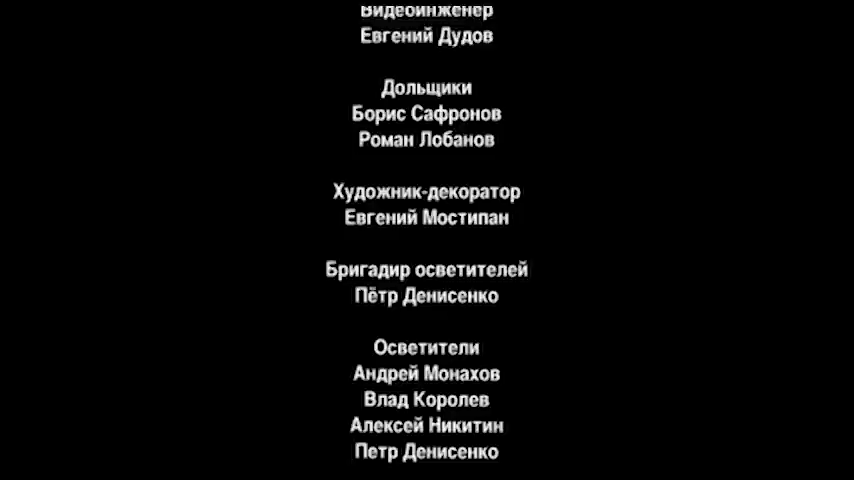 Видеоинженер
Евгений Дудов
Дольщики
Борис Сафронов
Роман Лобанов
Художник-декоратор
Евгений Мостипан
Бригадир осветителей
Пётр Денисенко
Осветители
Андрей Монахов
Влад Королев
Алексей Никитин
Петр Денисенко